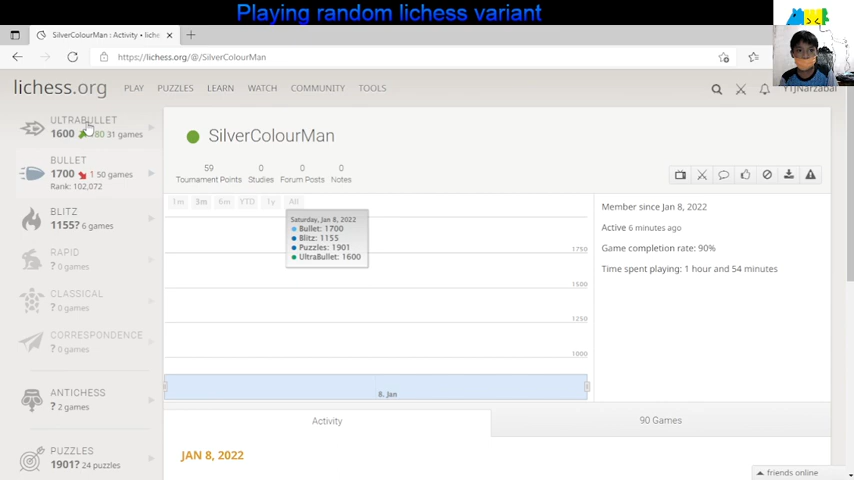 Playing random lichess variant
SilverColourMan : Activity • liche
https://lichess.org/@/SilverColourMan
lichess.org PLAY PUZZLES LEARN WATCH COMMUNITY TOOLS
ULTRABULLET
1600 80 31 games
BULLET
1700 1 50 games
Rank: 102,072
BLITZ
1155? 6 games
RAPID
? 0 games
CLASSICAL
? 0 games
CORRESPONDENCE
? 0 games
ANTICHESS
? 2 games
PUZZLES
1901? 24 puzzles
SilverColourMan
59 0 0 0
Tournament Points Studies Forum Posts Notes
1m 3m 6m YTD 1y All
Saturday, Jan 8, 2022
Bullet: 1700
Blitz: 1155
Puzzles: 1901
UltraBullet: 1600
1750
1500
1250
1000
8. Jan
Member since Jan 8, 2022
Active 6 minutes ago
Game completion rate: 90%
Time spent playing: 1 hour and 54 minutes
Activity 90 Games
JAN 8, 2022
friends online